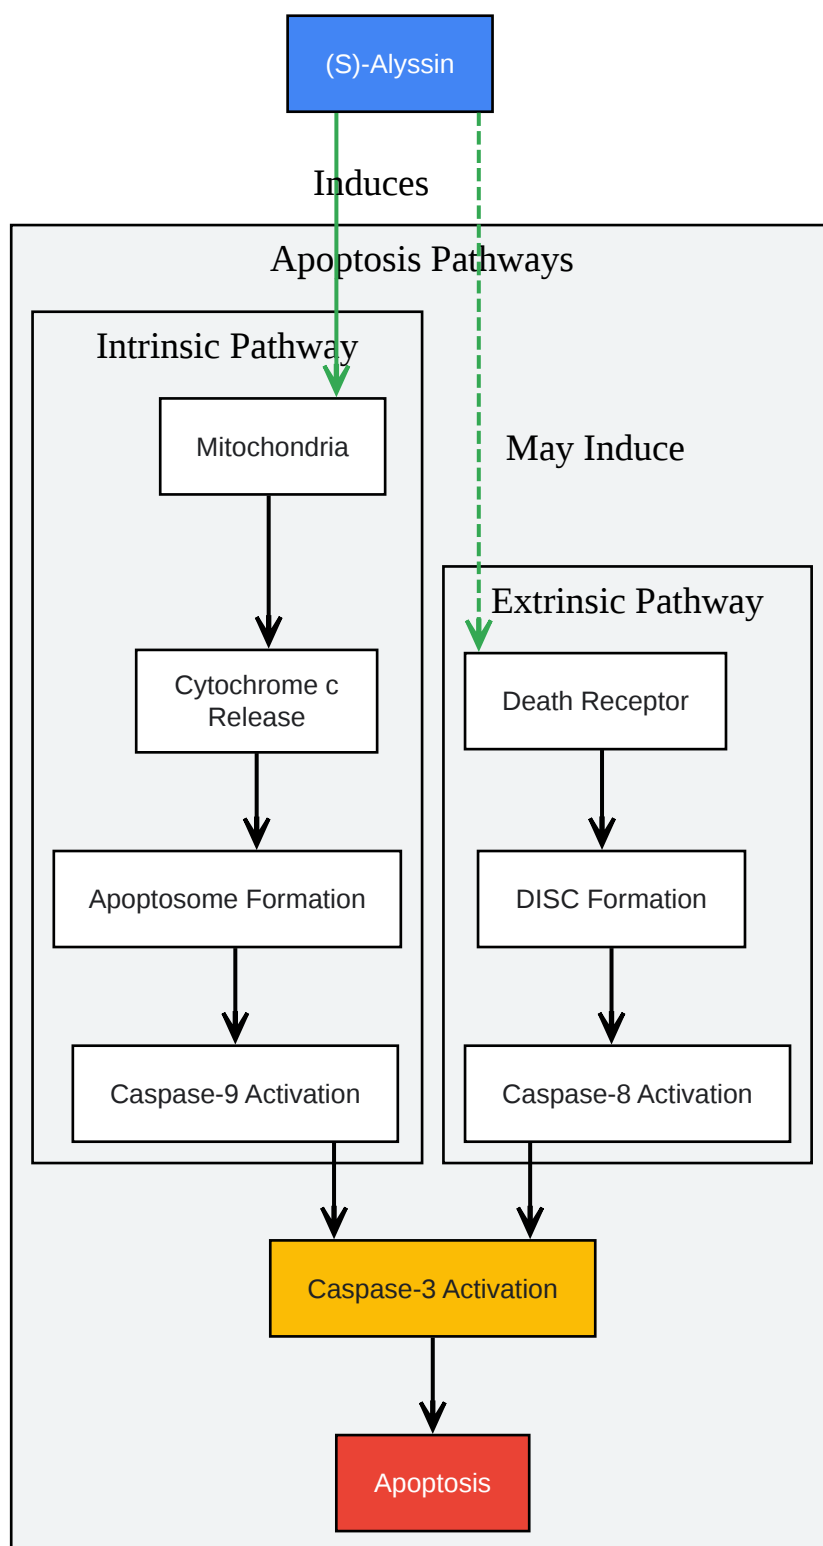 (S)-Alyssin
Induces
Apoptosis Pathways
Intrinsic Pathway
Mitochondria
May Induce
Extrinsic Pathway
Cytochrome c
Release
Death Receptor
Apoptosome Formation
DISC Formation
Caspase-9 Activation
Caspase-8 Activation
Caspase-3 Activation
Apoptosis